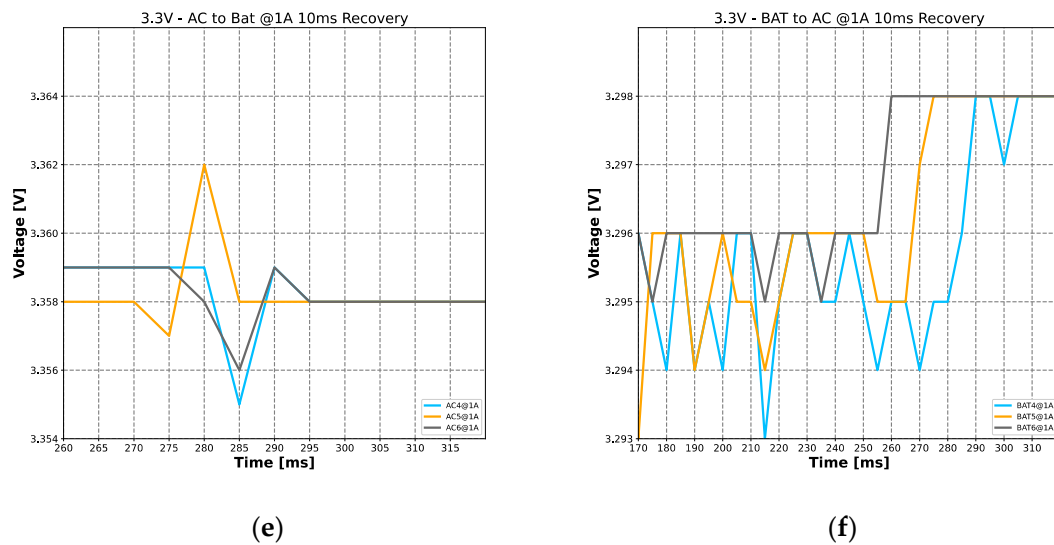 3.3V - AC to Bat @1A 10ms Recovery
3.364
3.362
3.360
3.358
3.356
3.354
Voltage [V]
260 265 270 275 280 285 290 295 300 305 310 315
Time [ms]
AC4@1A
AC5@1A
AC6@1A
(e)
3.3V - BAT to AC @1A 10ms Recovery
3.298
3.297
3.296
3.295
3.294
3.293
Voltage [V]
170 180 190 200 210 220 230 240 250 260 270 280 290 300 310
Time [ms]
BAT4@1A
BAT5@1A
BAT6@1A
(f)